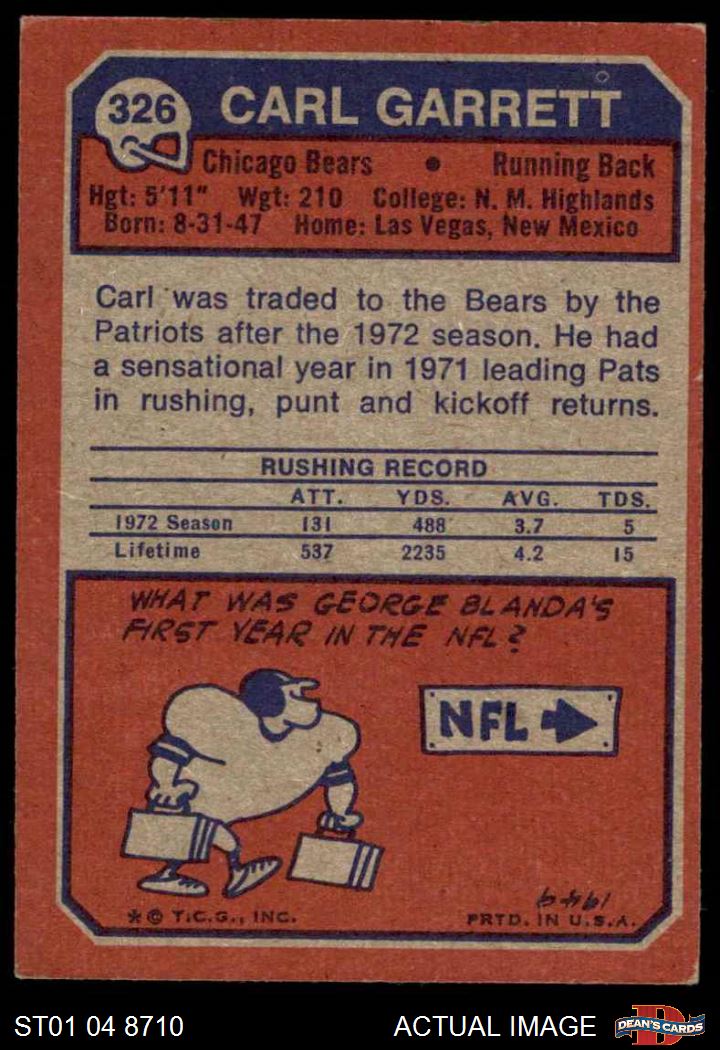 326
CARL GARRETT
Chicago Bears • Running Back
Hgt: 5'11" Wgt: 210 College: N. M. Highlands
Born: 8-31-47 Home: Las Vegas, New Mexico
Carl was traded to the Bears by the
Patriots after the 1972 season. He had
a sensational year in 1971 leading Pats
in rushing, punt and kickoff returns.
RUSHING RECORD
ATT. YDS. AVG. TDS.
1972 Season 131 488 3.7 5
Lifetime 537 2235 4.2 15
WHAT WAS GEORGE BLANDA'S
FIRST YEAR IN THE NFL?
NFL
1949
* © T.C.G., INC. PRTD. IN U.S.A.
ST01 04 8710 ACTUAL IMAGE
D
DEAN'S CARDS